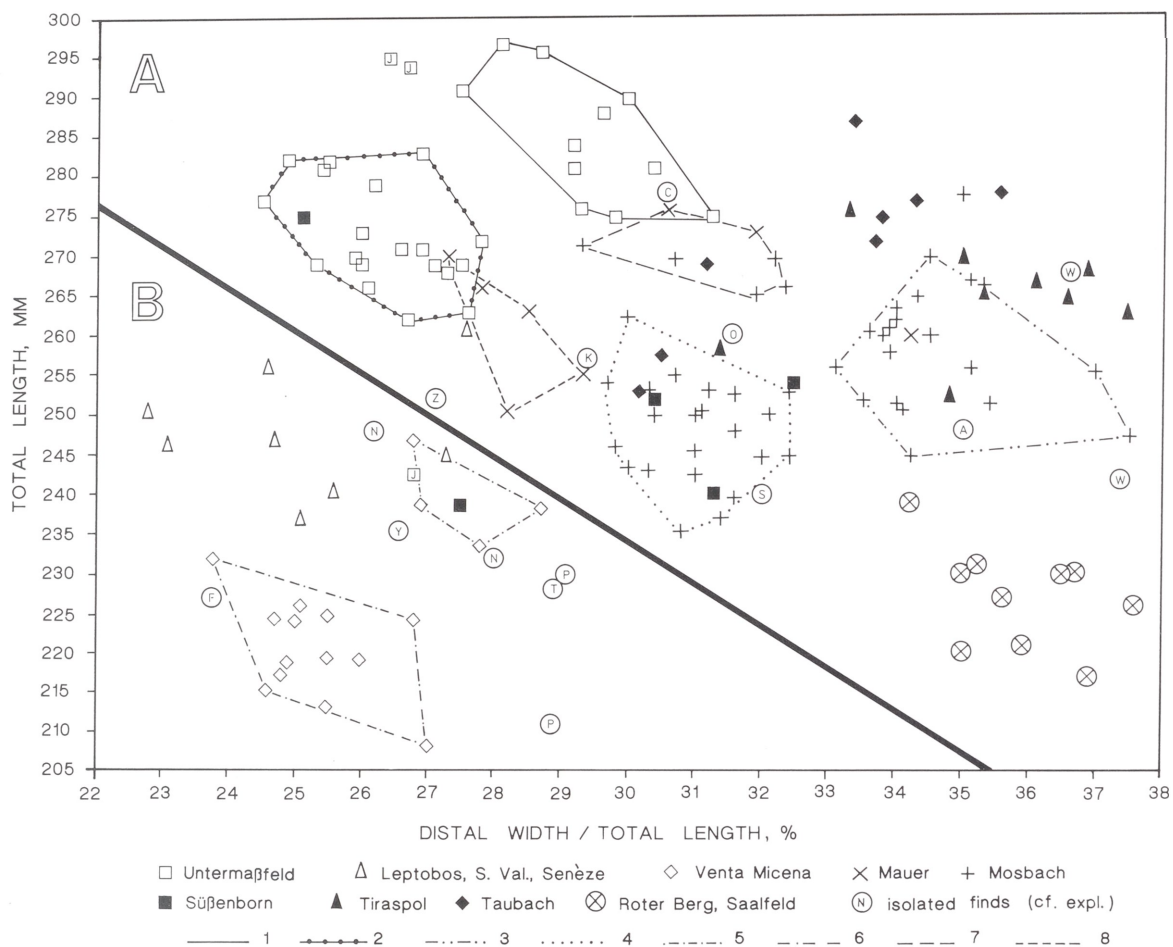 300
295
290
285
280
275
270
265
260
255
250
245
240
235
230
225
220
215
210
205
TOTAL LENGTH, MM
A
B
J
J
C
W
O
K
Z
N
A
J
S
W
Y
N
P
T
F
P
22 23 24 25 26 27 28 29 30 31 32 33 34 35 36 37 38
DISTAL WIDTH / TOTAL LENGTH, %
Untermaßfeld Leptobos, S. Val., Senèze Venta Micena Mauer Mosbach
Süßenborn Tiraspol Taubach Roter Berg, Saalfeld N isolated finds (cf. expl.)
1 2 3 4 5 6 7 8